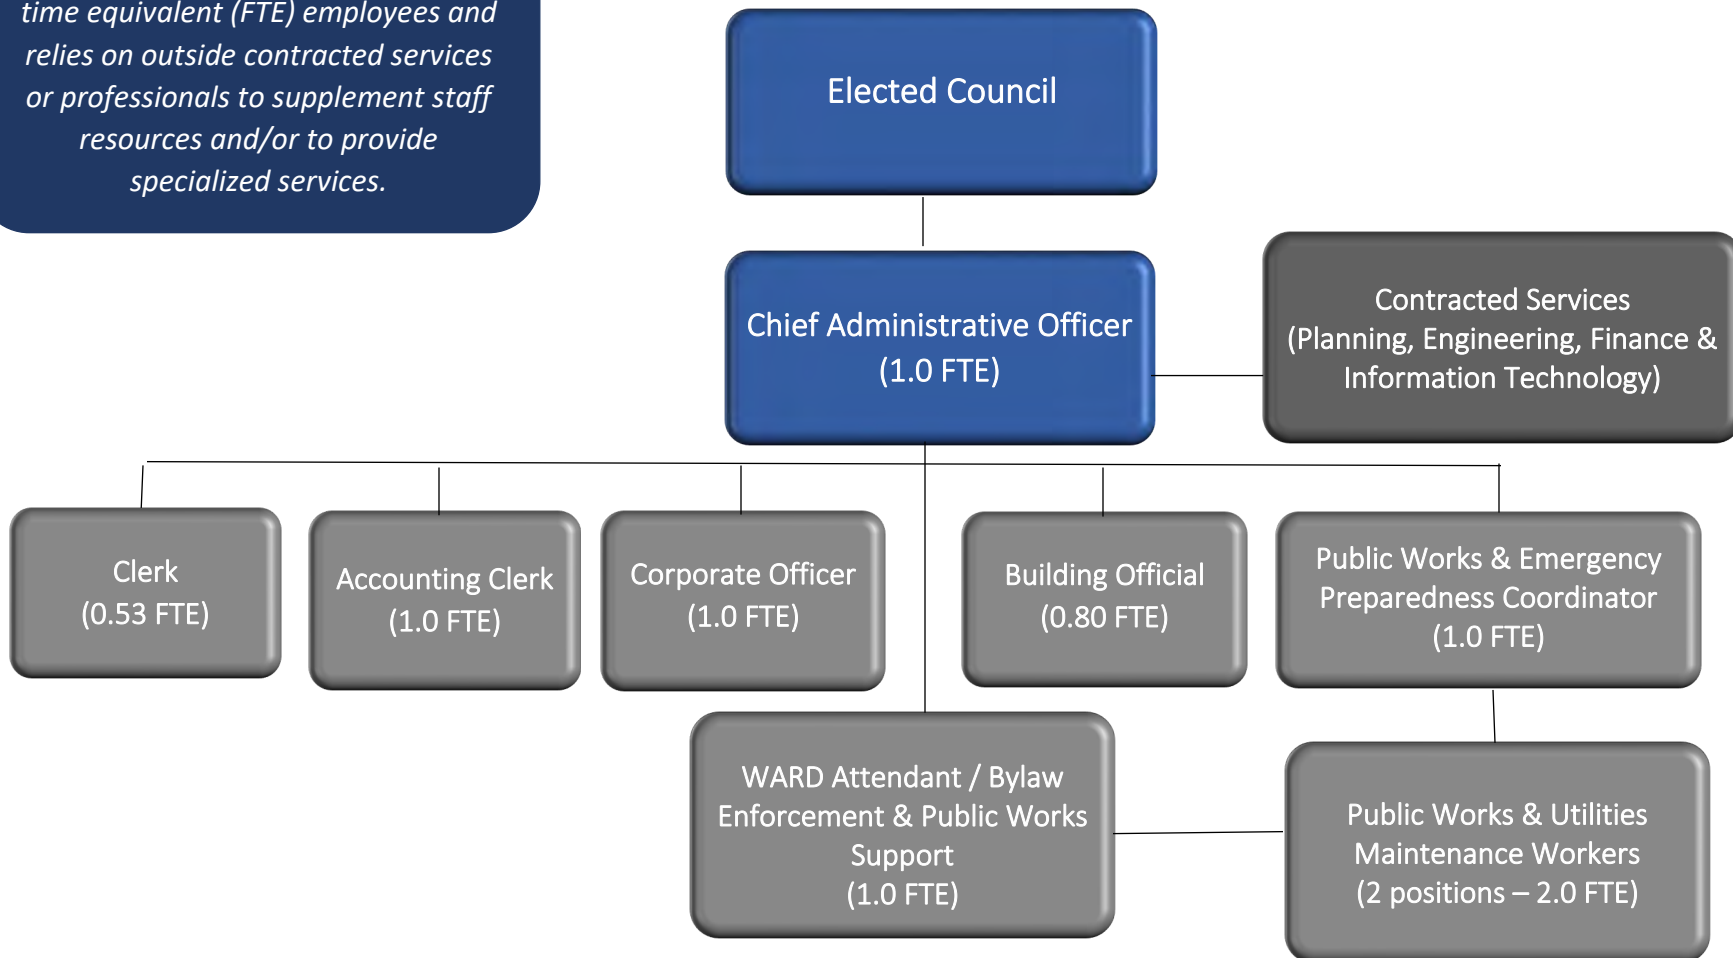 time equivalent (FTE) employees and
relies on outside contracted services
or professionals to supplement staff
resources and/or to provide
specialized services.
Elected Council
Chief Administrative Officer
(1.0 FTE)
Contracted Services
(Planning, Engineering, Finance &
Information Technology)
Clerk
(0.53 FTE)
Accounting Clerk
(1.0 FTE)
Corporate Officer
(1.0 FTE)
Building Official
(0.80 FTE)
Public Works & Emergency
Preparedness Coordinator
(1.0 FTE)
WARD Attendant / Bylaw
Enforcement & Public Works
Support
(1.0 FTE)
Public Works & Utilities
Maintenance Workers
(2 positions – 2.0 FTE)